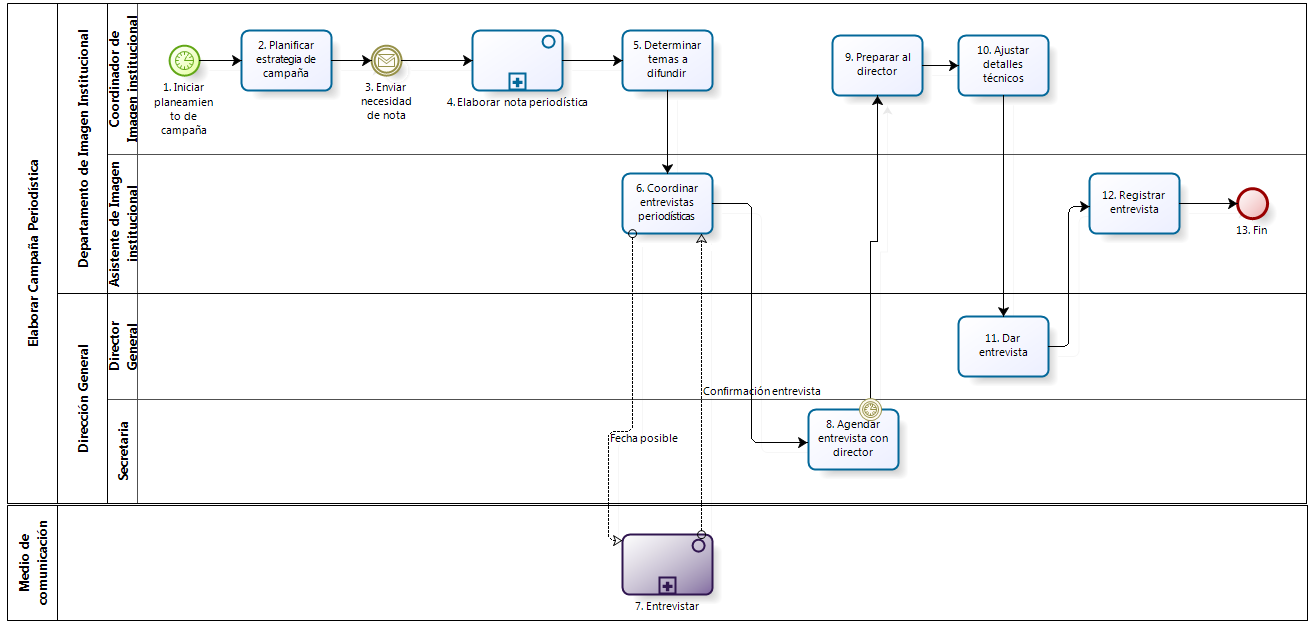 Elaborar Campaña Periodística
Departamento de Imagen Institucional
Coordinador de
Imagen institucional
1. Iniciar
planeamien
to de
campaña
2. Planificar
estrategia de
campaña
3. Enviar
necesidad
de nota
4.Elaborar nota periodística
5. Determinar
temas a
difundir
9. Preparar al
director
10. Ajustar
detalles
técnicos
Asistente de Imagen
institucional
6. Coordinar
entrevistas
periodísticas
12. Registrar
entrevista
13. Fin
Dirección General
Director
General
11. Dar
entrevista
Confirmación entrevista
Secretaria
Fecha posible
8. Agendar
entrevista con
director
Medio de
comunicación
7. Entrevistar